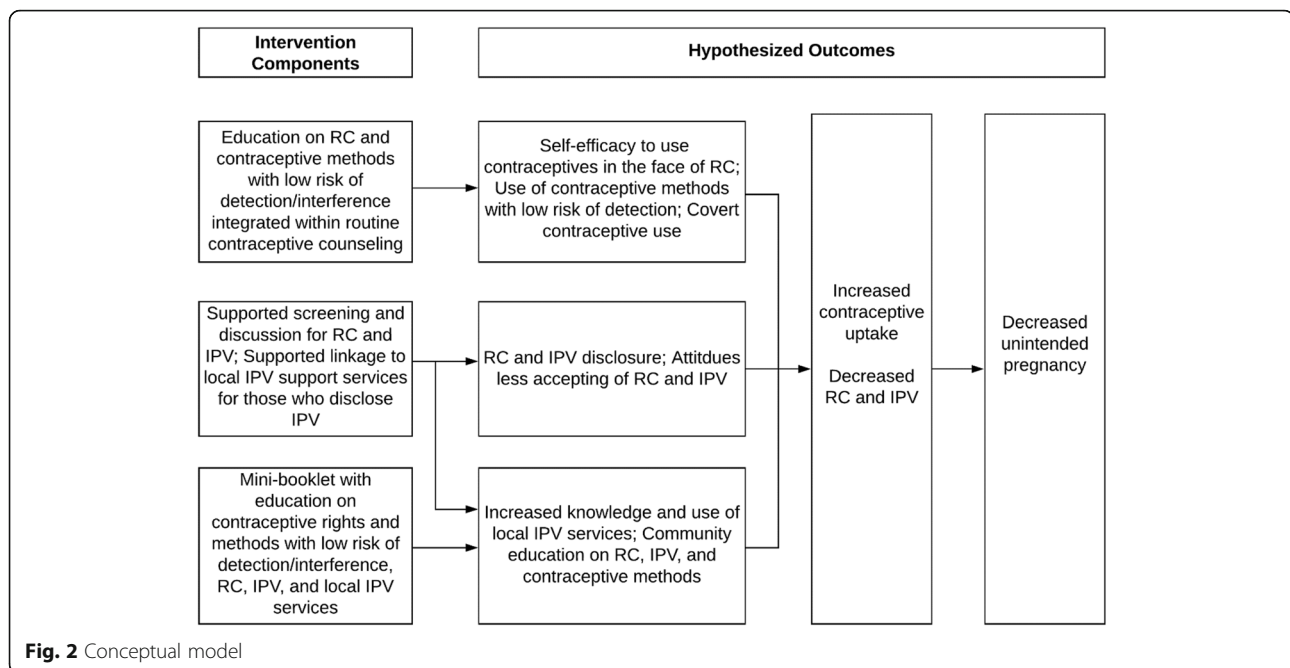 Intervention
Components
Hypothesized Outcomes
Education on RC and
contraceptive methods
with low risk of
detection/interference
integrated within routine
contraceptive counseling
Self-efficacy to use
contraceptives in the face of RC;
Use of contraceptive methods
with low risk of detection; Covert
contraceptive use
Supported screening and
discussion for RC and
IPV; Supported linkage to
local IPV support services
for those who disclose
IPV
RC and IPV disclosure; Attitdues
less accepting of RC and IPV
Mini-booklet with
education on
contraceptive rights and
methods with low risk of
detection/interference,
RC, IPV, and local IPV
services
Increased knowledge and use of
local IPV services; Community
education on RC, IPV, and
contraceptive methods
Increased
contraceptive
uptake
Decreased
RC and IPV
Decreased
unintended
pregnancy
Fig. 2 Conceptual model